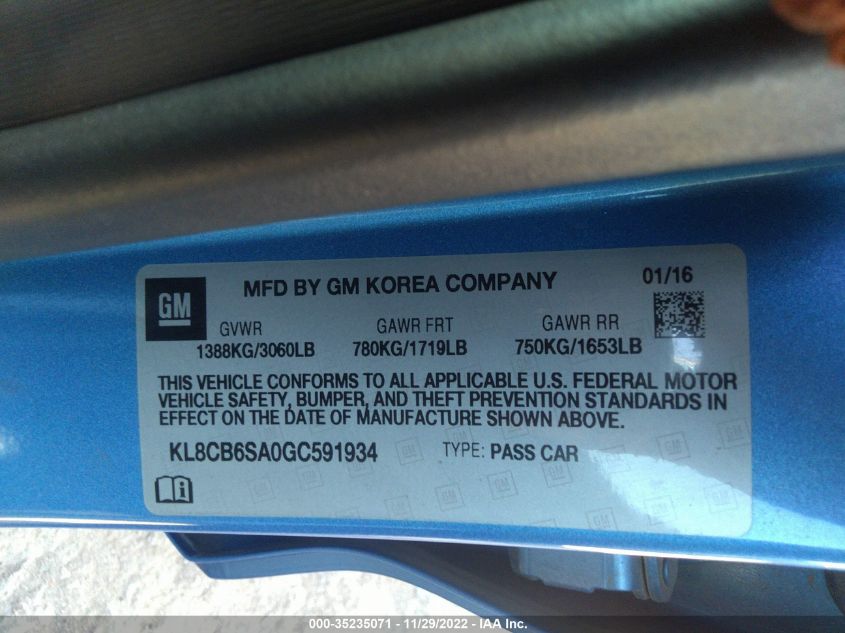 GM
MFD BY GM KOREA COMPANY
01/16
GVWR GAWR FRT GAWR RR
1388KG/3060LB 780KG/1719LB 750KG/1653LB
THIS VEHICLE CONFORMS TO ALL APPLICABLE U.S. FEDERAL MOTOR
VEHICLE SAFETY, BUMPER, AND THEFT PREVENTION STANDARDS IN
EFFECT ON THE DATE OF MANUFACTURE SHOWN ABOVE.
KL8CB6SA0GC591934 TYPE: PASS CAR
000-35235071 - 11/29/2022 - IAA Inc.